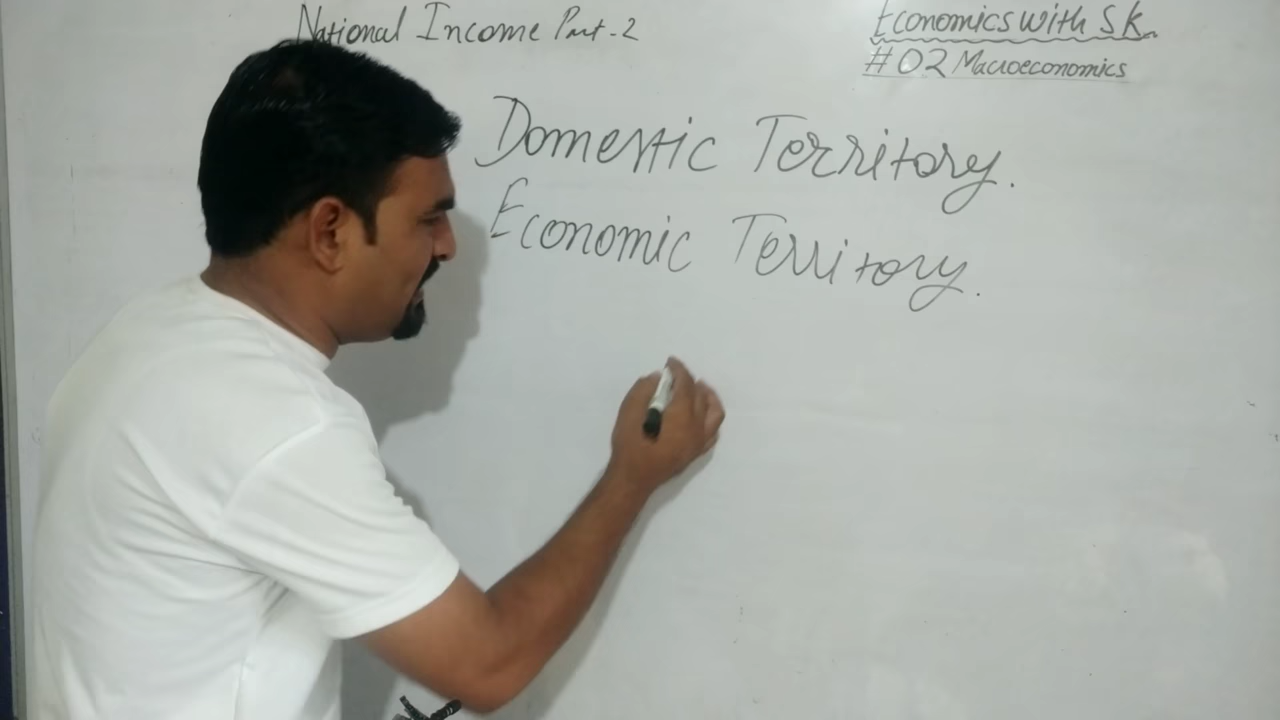 National Income Part-2
Economics with S.K.
#02 Macroeconomics
Domestic Territory.
Economic Territory.